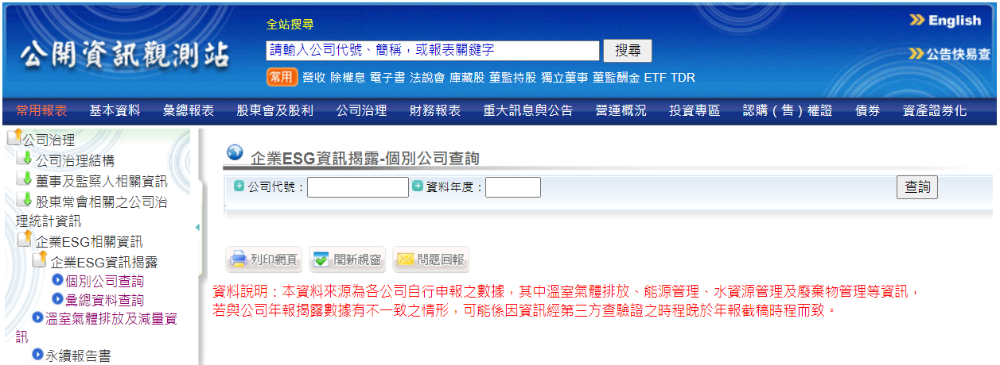 全站搜尋
English
公開資訊觀測站
請輸入公司代號、簡稱，或報表關鍵字
搜尋
公告快易查
常用 營收 除權息 電子書 法說會 庫藏股 董監持股 獨立董事 董監酬金 ETF TDR
常用報表 基本資料 彙總報表 股東會及股利 公司治理 財務報表 重大訊息與公告 營運概況 投資專區 認購（售）權證 債券 資產證券化
公司治理
公司治理結構
董事及監察人相關資訊
股東常會相關之公司治
理統計資訊
企業ESG相關資訊
企業ESG資訊揭露
個別公司查詢
彙總資料查詢
溫室氣體排放及減量資
訊
永續報告書
企業ESG資訊揭露-個別公司查詢
公司代號： 資料年度： 查詢
列印網頁 開新視窗 問題回報
資料說明：本資料來源為各公司自行申報之數據，其中溫室氣體排放、能源管理、水資源管理及廢棄物管理等資訊，
若與公司年報揭露數據有不一致之情形，可能係因資訊經第三方查驗證之時程晚於年報截稿時程而致。